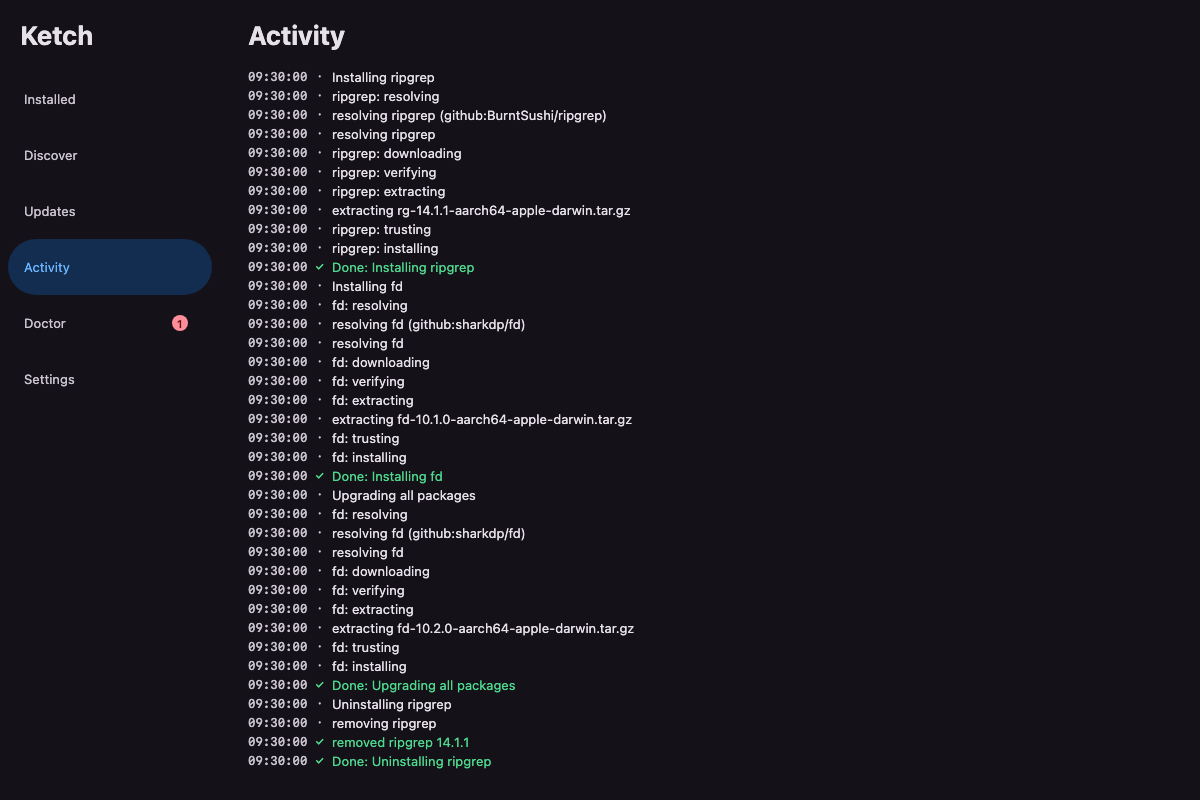 Ketch
Installed
Discover
Updates
Activity
Doctor 1
Settings
Activity
09:30:00 · Installing ripgrep
09:30:00 · ripgrep: resolving
09:30:00 · resolving ripgrep (github:BurntSushi/ripgrep)
09:30:00 · resolving ripgrep
09:30:00 · ripgrep: downloading
09:30:00 · ripgrep: verifying
09:30:00 · ripgrep: extracting
09:30:00 · extracting rg-14.1.1-aarch64-apple-darwin.tar.gz
09:30:00 · ripgrep: trusting
09:30:00 · ripgrep: installing
09:30:00 ✓ Done: Installing ripgrep
09:30:00 · Installing fd
09:30:00 · fd: resolving
09:30:00 · resolving fd (github:sharkdp/fd)
09:30:00 · resolving fd
09:30:00 · fd: downloading
09:30:00 · fd: verifying
09:30:00 · fd: extracting
09:30:00 · extracting fd-10.1.0-aarch64-apple-darwin.tar.gz
09:30:00 · fd: trusting
09:30:00 · fd: installing
09:30:00 ✓ Done: Installing fd
09:30:00 · Upgrading all packages
09:30:00 · fd: resolving
09:30:00 · resolving fd (github:sharkdp/fd)
09:30:00 · resolving fd
09:30:00 · fd: downloading
09:30:00 · fd: verifying
09:30:00 · fd: extracting
09:30:00 · extracting fd-10.2.0-aarch64-apple-darwin.tar.gz
09:30:00 · fd: trusting
09:30:00 · fd: installing
09:30:00 ✓ Done: Upgrading all packages
09:30:00 · Uninstalling ripgrep
09:30:00 · removing ripgrep
09:30:00 ✓ removed ripgrep 14.1.1
09:30:00 ✓ Done: Uninstalling ripgrep